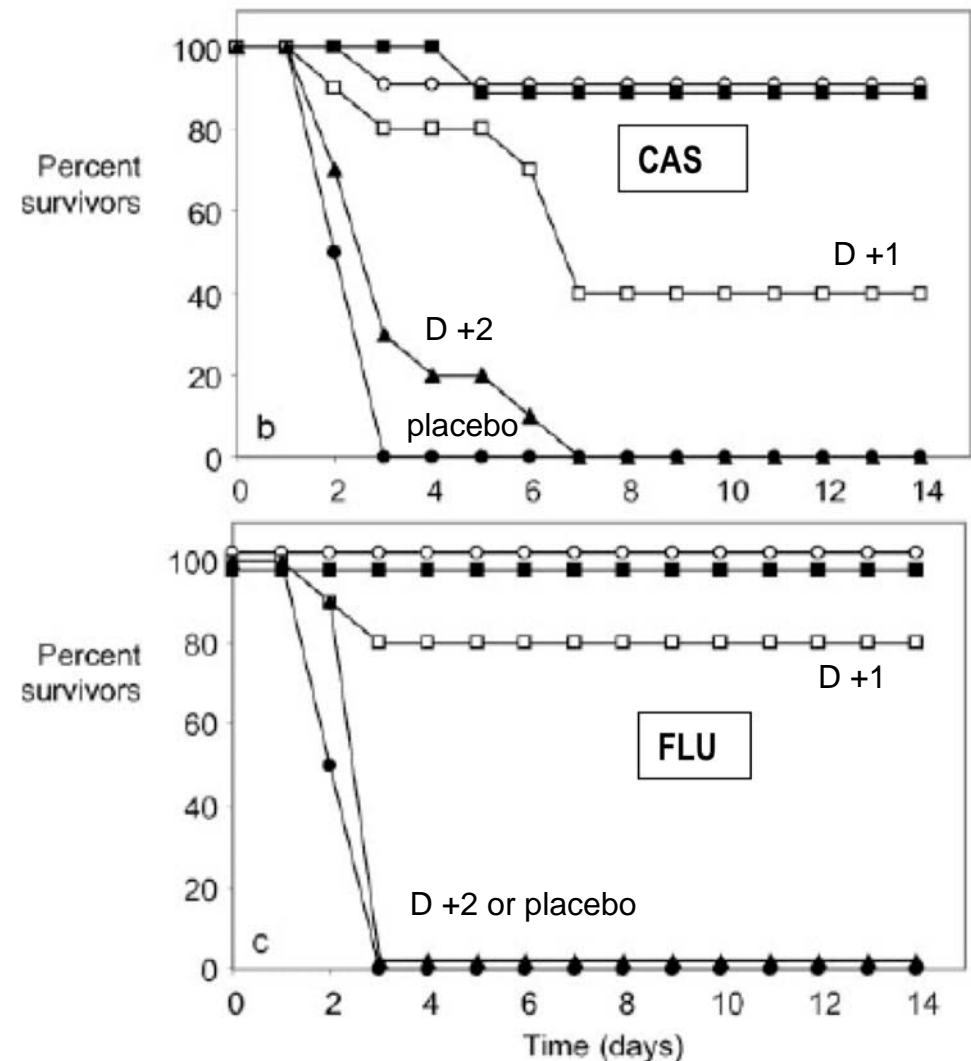 100
80
60
40
20
0
Percent
survivors
CAS
D +1
D +2
placebo
b
0 2 4 6 8 10 12 14
100
80
60
40
20
0
Percent
survivors
D +1
FLU
D +2 or placebo
c
0 2 4 6 8 10 12 14
Time (days)